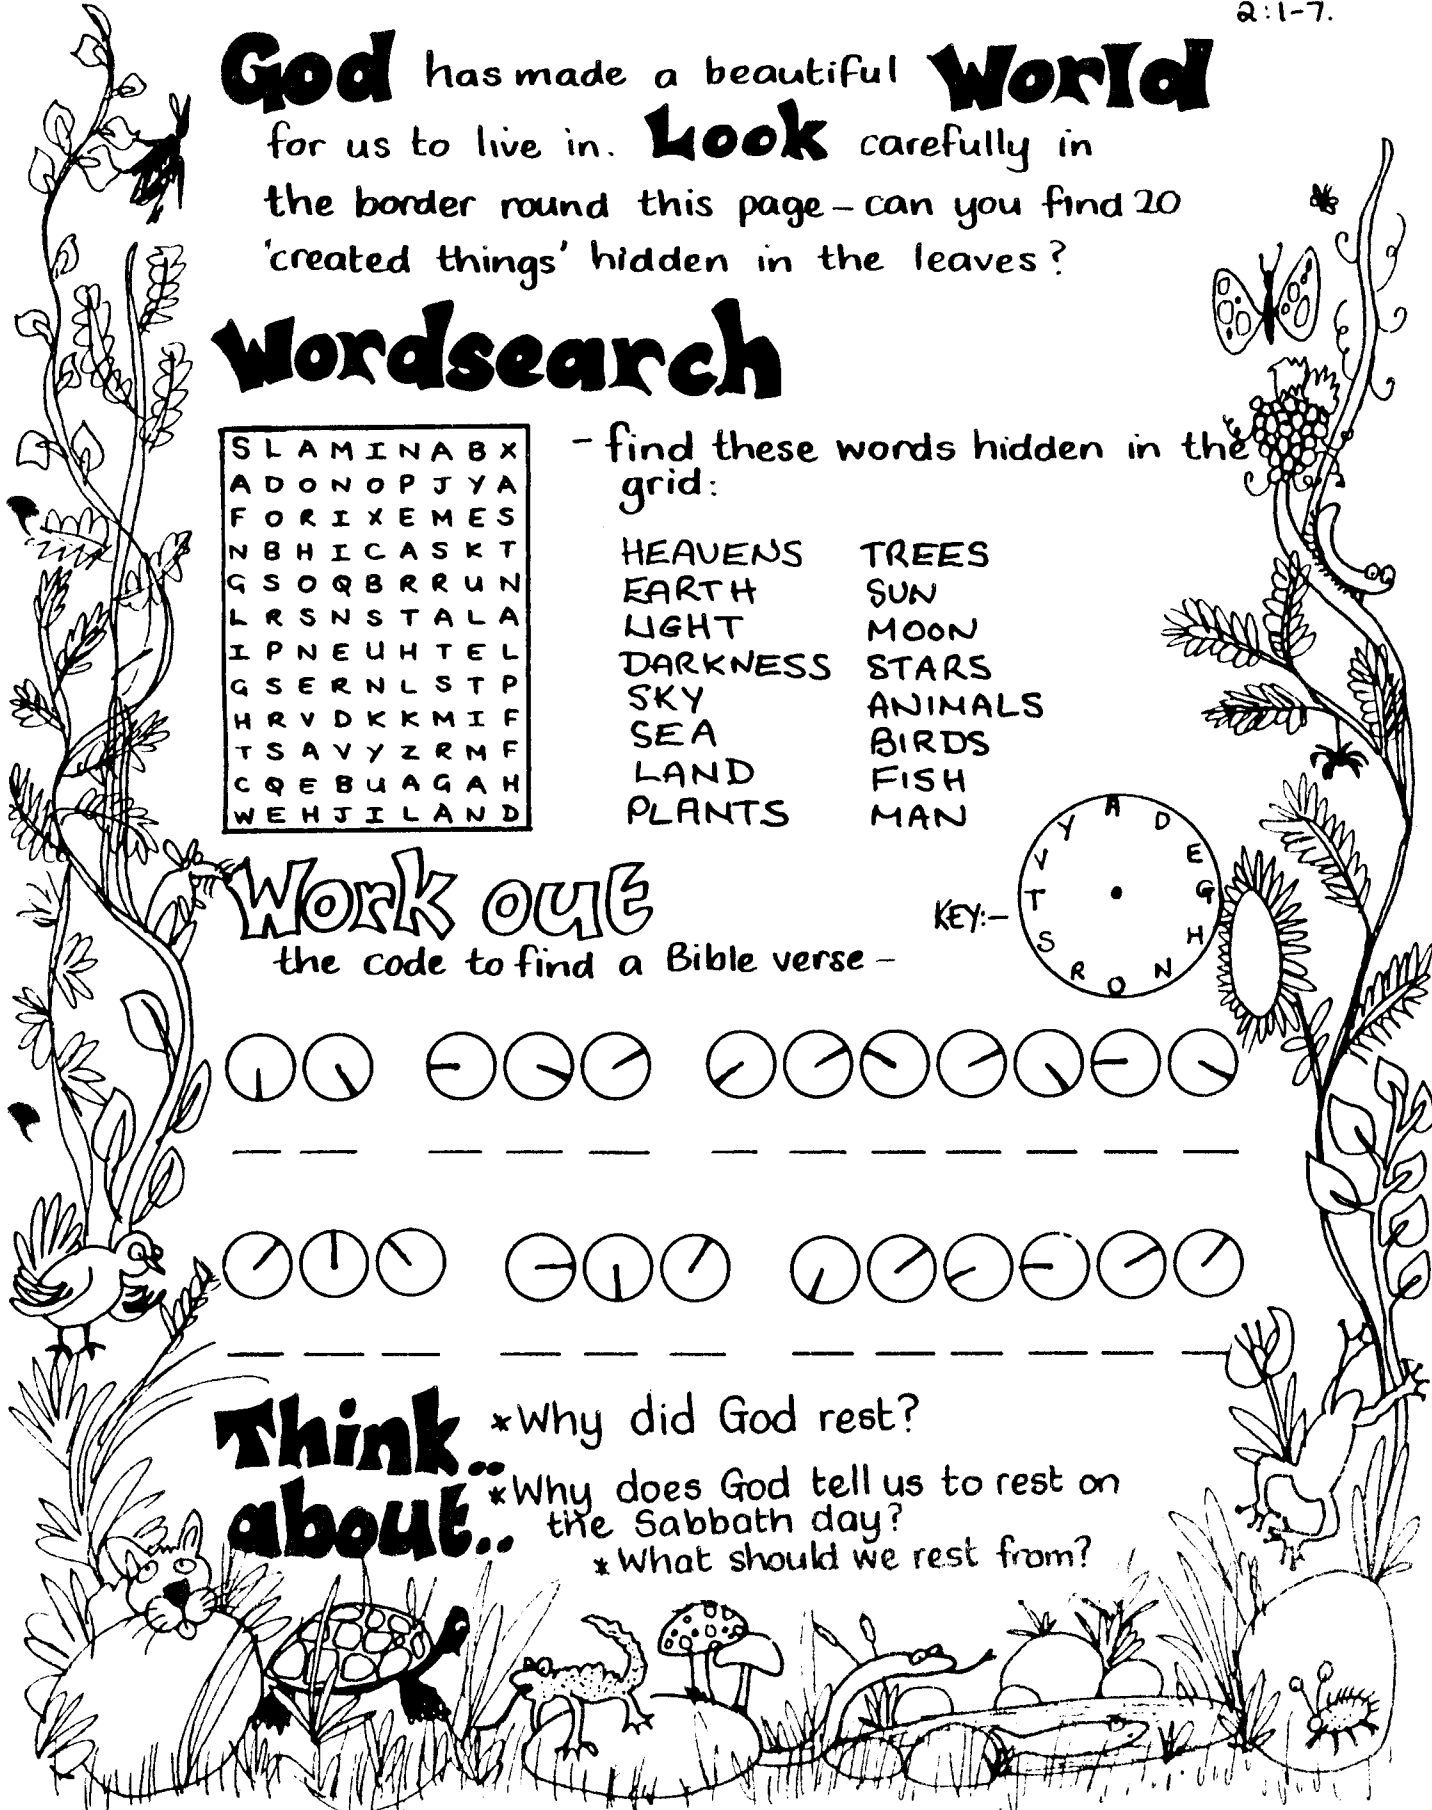 2:1-7.
God has made a beautiful World
for us to live in. Look carefully in
the border round this page - can you find 20
'created things' hidden in the leaves?
Wordsearch
- find these words hidden in the
grid:
S L A M I N A B X
A D O N O P J Y A
F O R I X E M E S
N B H I C A S K T
G S O Q B R R U N
L R S N S T A L A
I P N E U H T E L
G S E R N L S T P
H R V D K K M I F
T S A V Y Z R M F
C Q E B U A G A H
W E H J I L A N D
HEAVENS TREES
EARTH SUN
LIGHT MOON
DARKNESS STARS
SKY ANIMALS
SEA BIRDS
LAND FISH
PLANTS MAN
Work out
the code to find a Bible verse -
KEY:-
A D E G H N O R S T V Y
Think.. *Why did God rest?
about.. *Why does God tell us to rest on
the Sabbath day?
*What should we rest from?